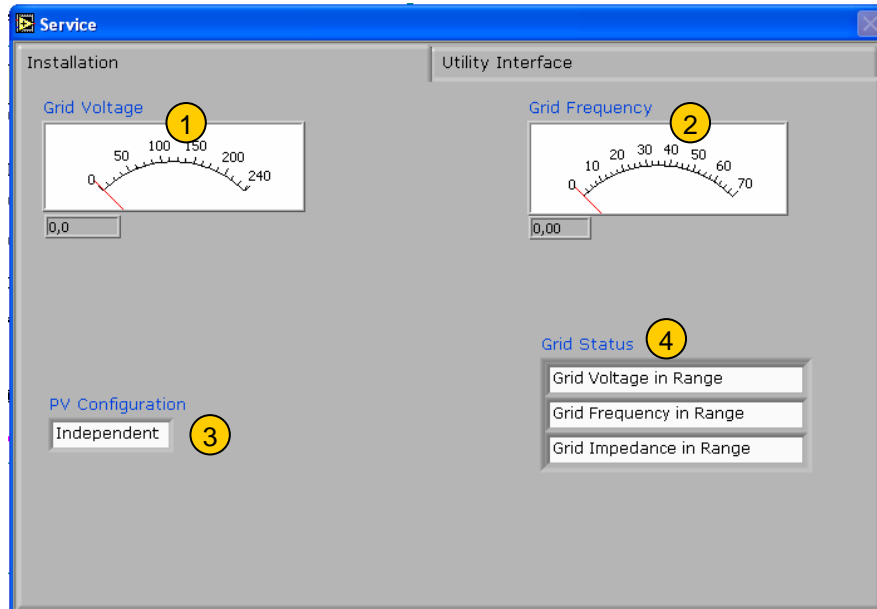 Service
Installation
Utility Interface
Grid Voltage
1
0
50
100
150
200
240
0,0
Grid Frequency
2
0
10
20
30
40
50
60
70
0,00
Grid Status
4
Grid Voltage in Range
Grid Frequency in Range
Grid Impedance in Range
PV Configuration
Independent
3